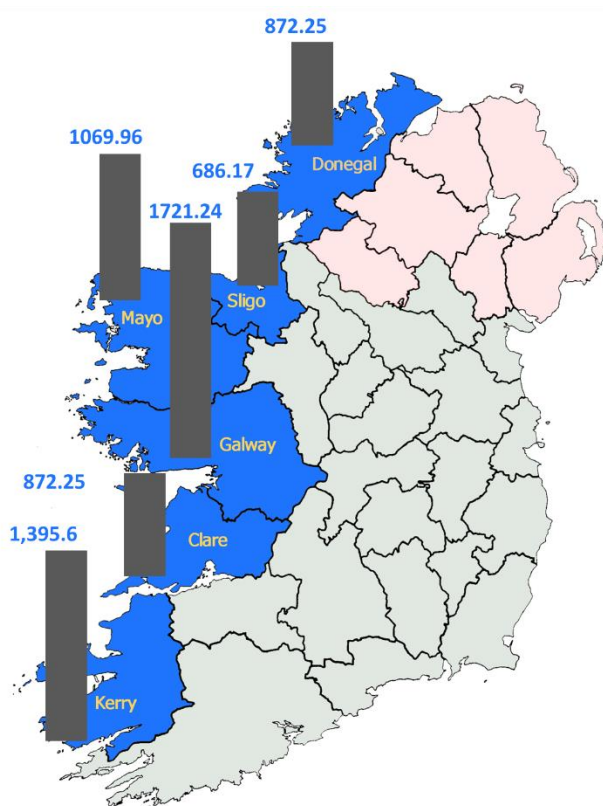 872.25
Donegal
1069.96
686.17
1721.24
Sligo
Mayo
Galway
872.25
Clare
1,395.6
Kerry